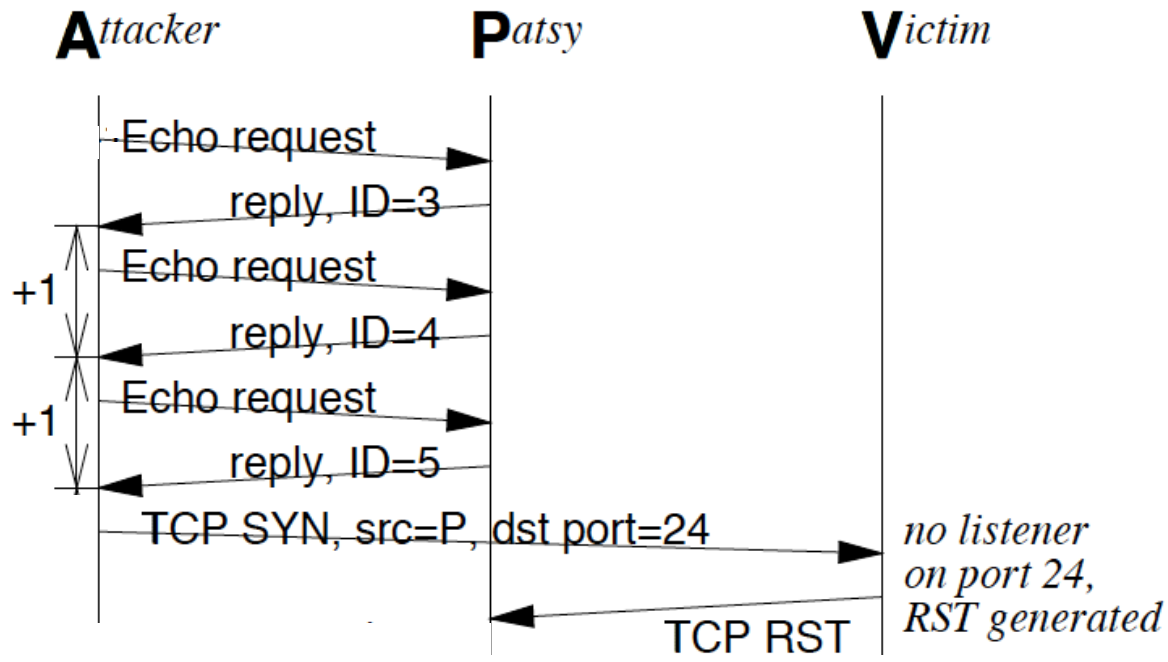 Attacker Patsy Victim
Echo request
reply, ID=3
+1
Echo request
reply, ID=4
+1
Echo request
reply, ID=5
TCP SYN, src=P, dst port=24
no listener
on port 24,
RST generated
TCP RST